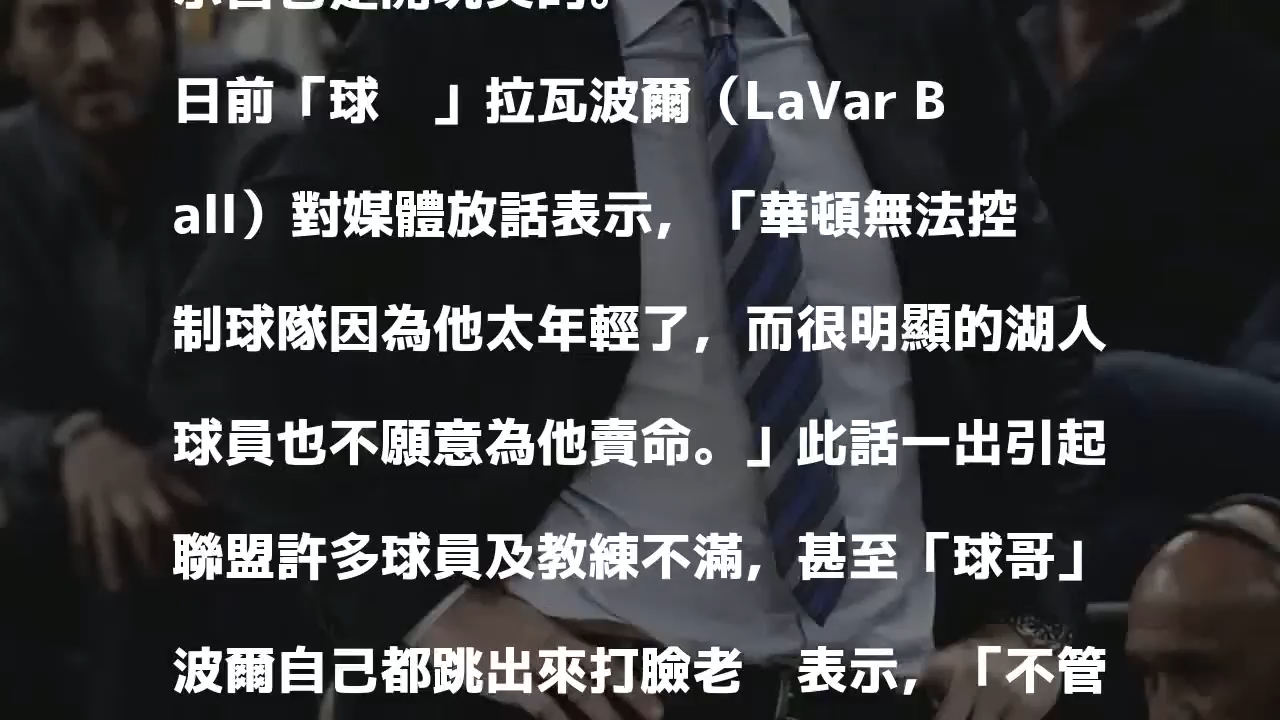 日前「球　」拉瓦波爾（LaVar B
all）對媒體放話表示，「華頓無法控
制球隊因為他太年輕了，而很明顯的湖人
球員也不願意為他賣命。」此話一出引起
聯盟許多球員及教練不滿，甚至「球哥」
波爾自己都跳出來打臉老　表示，「不管